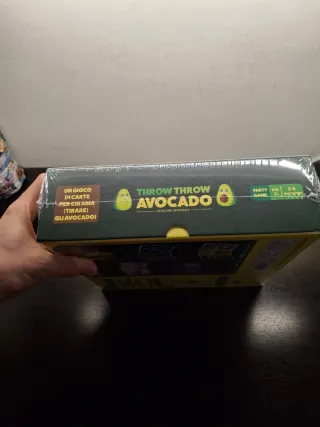 UN GIOCO
DI CARTE
PER CHI AMA
(TIRARE)
GLI AVOCADO!
THROW THROW
AVOCADO
PARTY
GAME